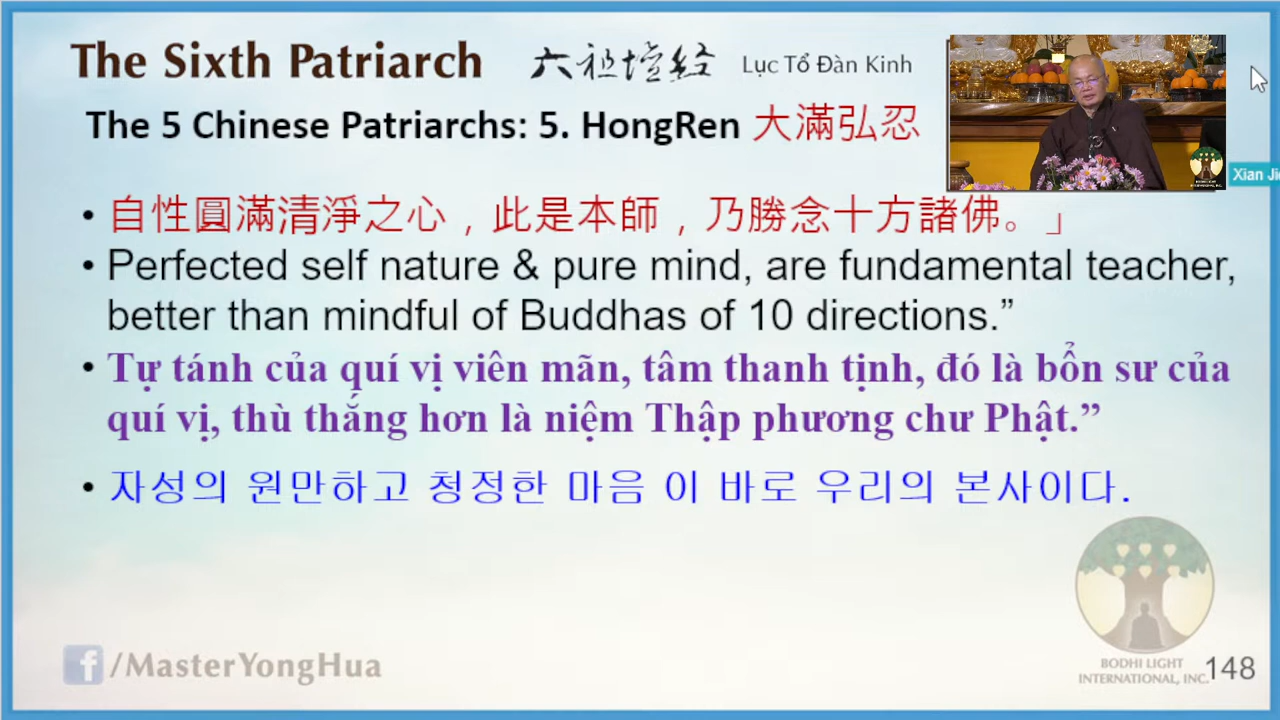 The Sixth Patriarch 六祖壇经 Lục Tổ Đàn Kinh
The 5 Chinese Patriarchs: 5. HongRen 大滿弘忍
Xian Ji
• 自性圓滿清淨之心，此是本師，乃勝念十方諸佛。」
• Perfected self nature & pure mind, are fundamental teacher,
better than mindful of Buddhas of 10 directions.”
• Tự tánh của quí vị viên mãn, tâm thanh tịnh, đó là bổn sư của
quí vị, thù thắng hơn là niệm Thập phương chư Phật.”
• 자성의 원만하고 청정한 마음 이 바로 우리의 본사이다.
f/MasterYongHua
BODHI LIGHT
INTERNATIONAL, INC.
148